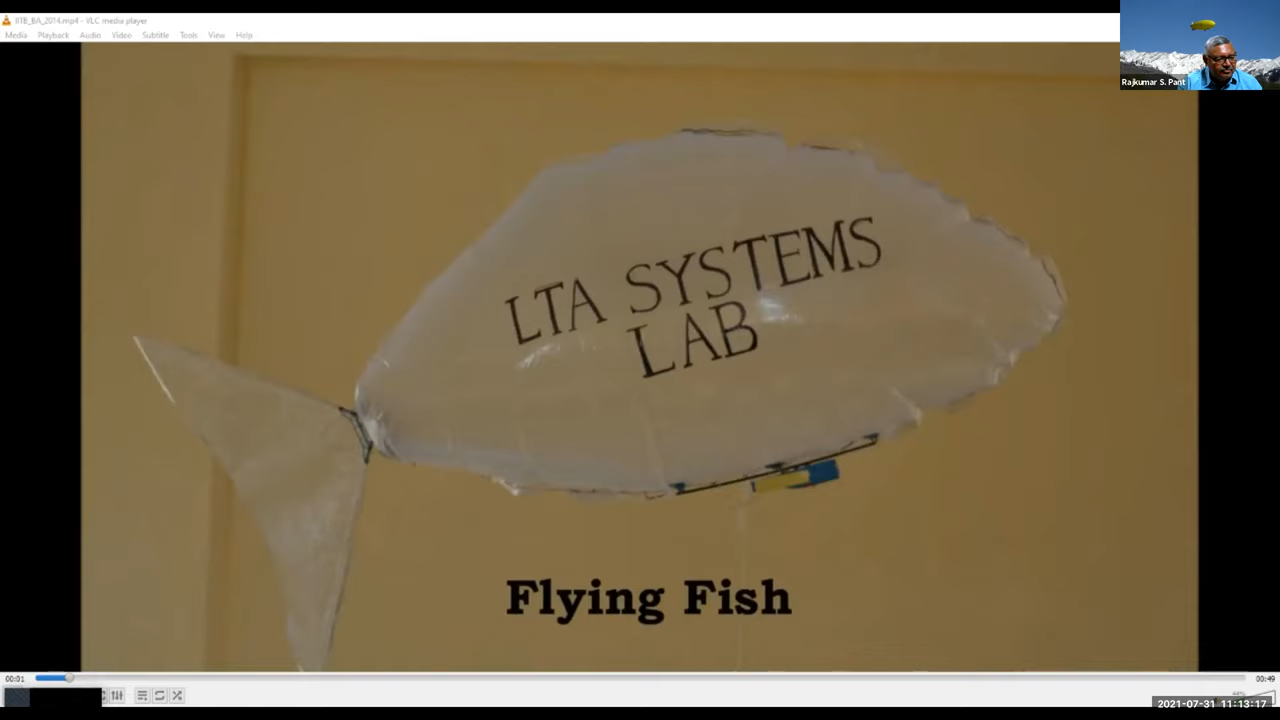 IITB_BA_2014.mp4 - VLC media player
Media Playback Audio Video Subtitle Tools View Help
Rajkumar S. Pant
LTA SYSTEMS
LAB
Flying Fish
00:01
00:49
2021-07-31 11:13:17